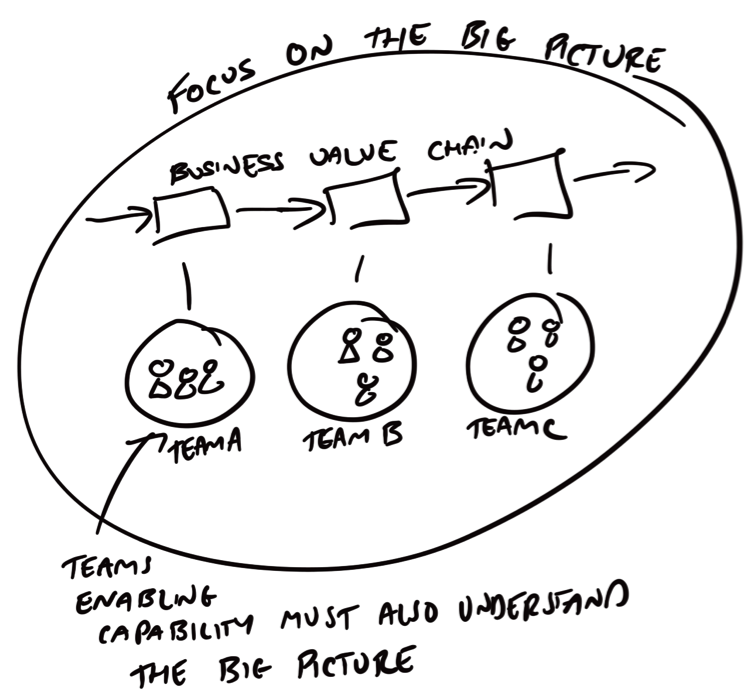 FOCUS ON THE BIG PICTURE
BUSINESS VALUE CHAIN
TEAM A
TEAM B
TEAM C
TEAMS
ENABLING
CAPABILITY MUST ALSO UNDERSTAND
THE BIG PICTURE